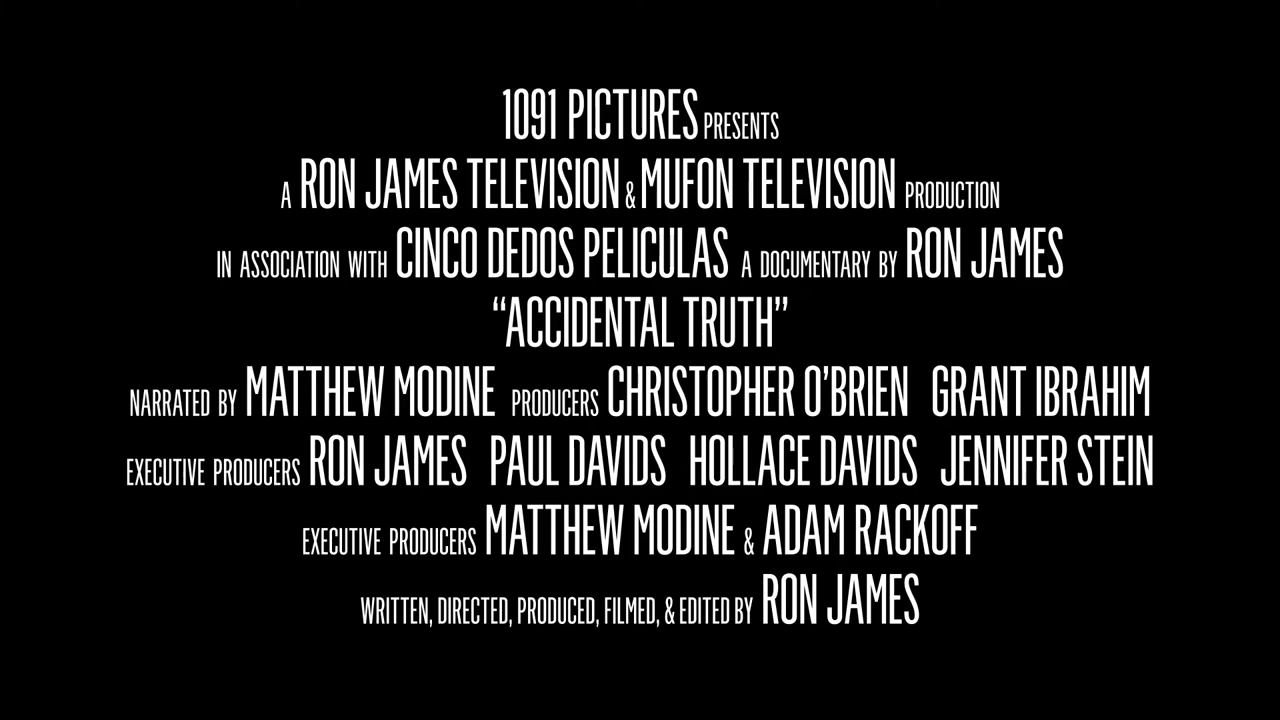 1091 PICTURES PRESENTS
A RON JAMES TELEVISION & MUFON TELEVISION PRODUCTION
IN ASSOCIATION WITH CINCO DEDOS PELICULAS A DOCUMENTARY BY RON JAMES
“ACCIDENTAL TRUTH”
NARRATED BY MATTHEW MODINE PRODUCERS CHRISTOPHER O’BRIEN GRANT IBRAHIM
EXECUTIVE PRODUCERS RON JAMES PAUL DAVIDS HOLLACE DAVIDS JENNIFER STEIN
EXECUTIVE PRODUCERS MATTHEW MODINE & ADAM RACKOFF
WRITTEN, DIRECTED, PRODUCED, FILMED, & EDITED BY RON JAMES